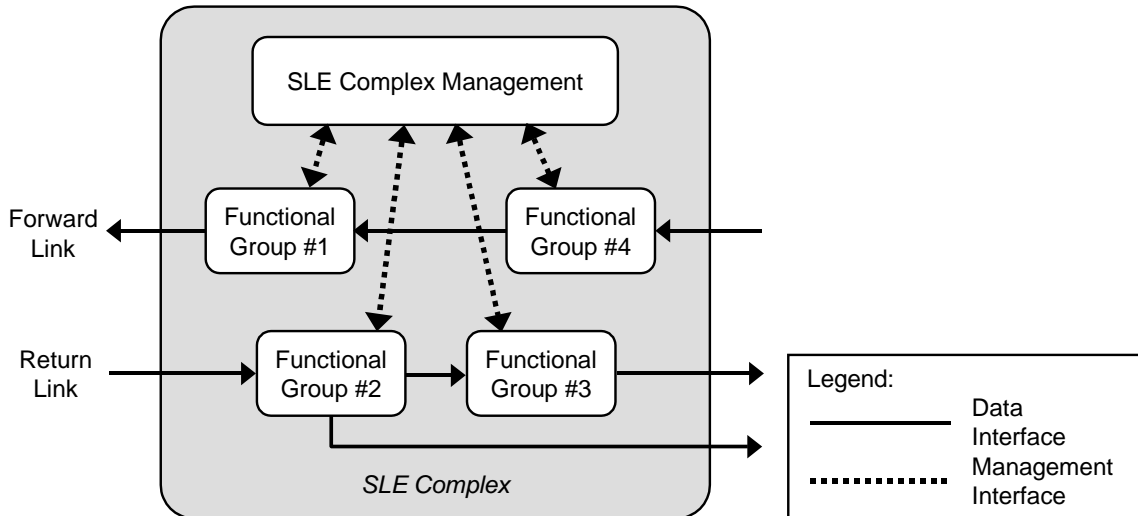 SLE Complex Management
Forward
Link
Functional
Group #1
Functional
Group #4
Return
Link
Functional
Group #2
Functional
Group #3
SLE Complex
Legend:
Data
Interface
Management
Interface